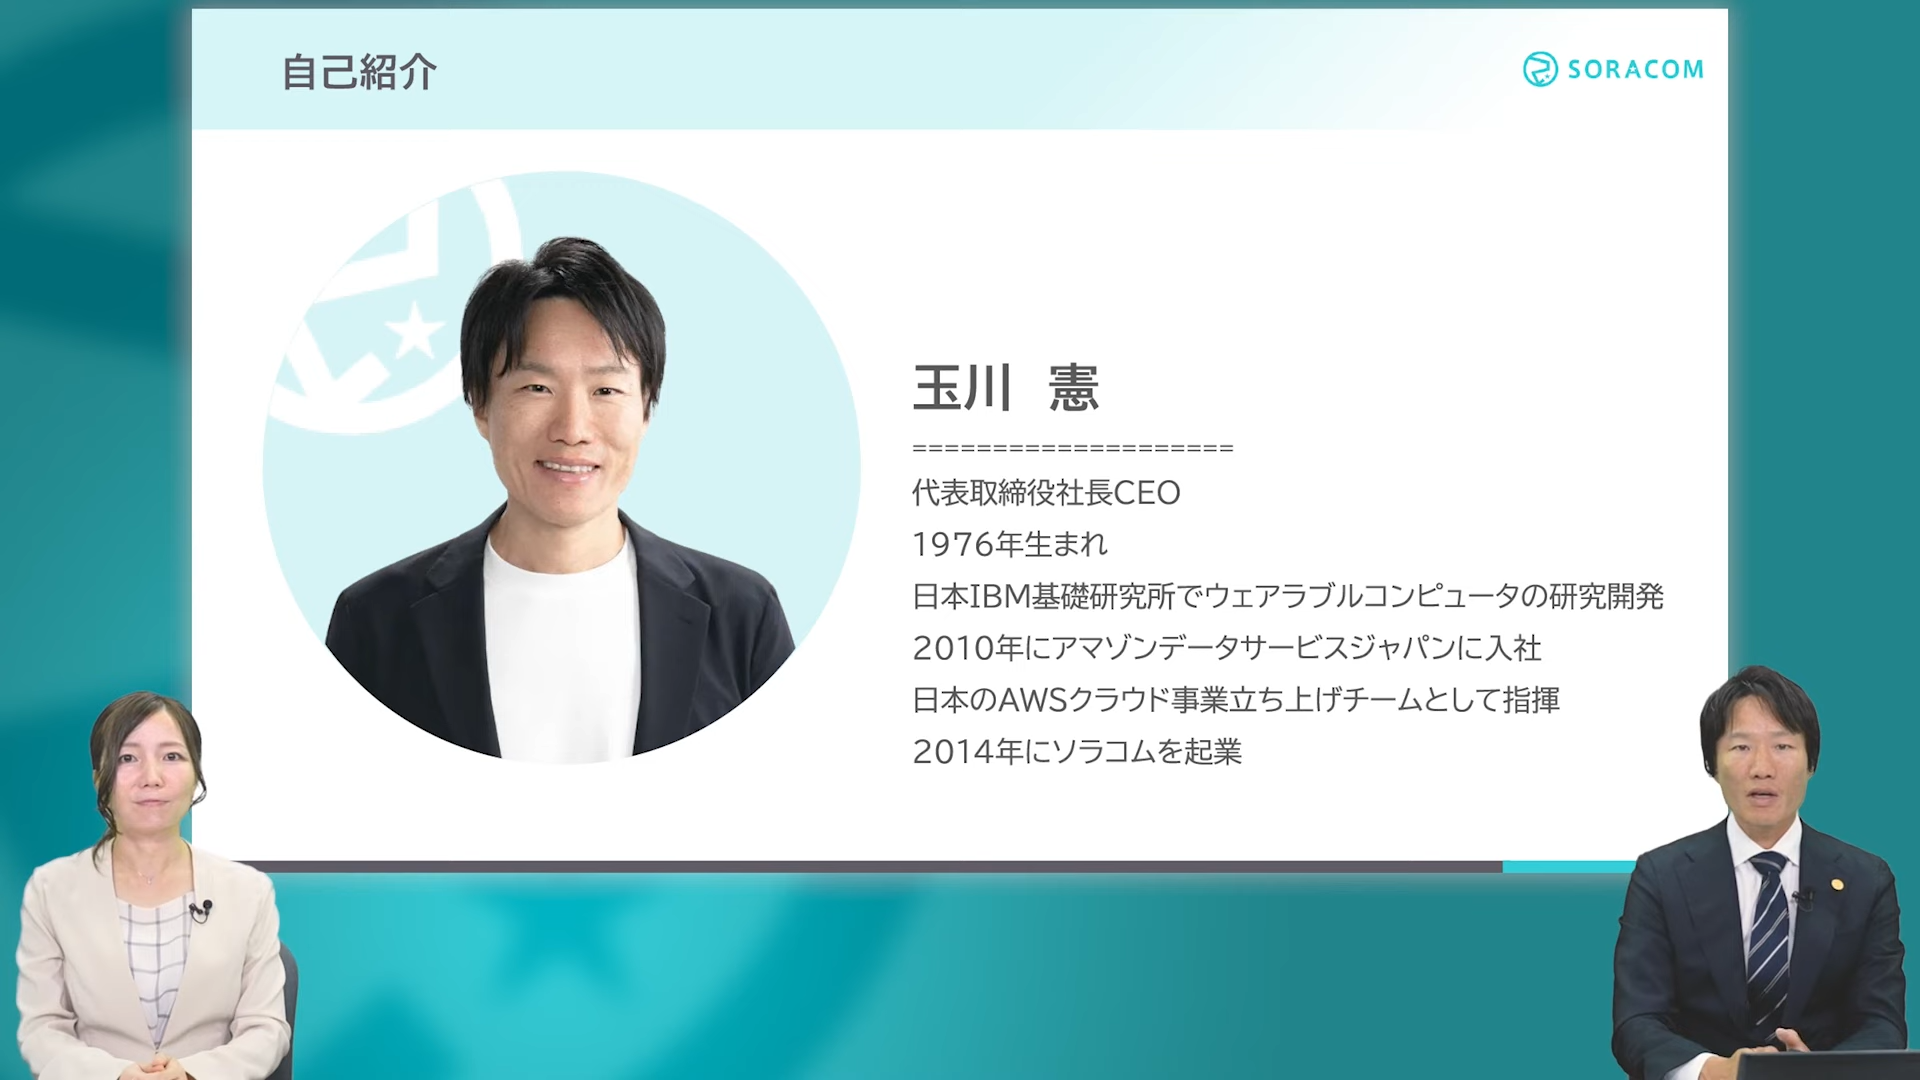 自己紹介
SORACOM
玉川 憲
====================
代表取締役社長CEO
1976年生まれ
日本IBM基礎研究所でウェアラブルコンピュータの研究開発
2010年にアマゾンデータサービスジャパンに入社
日本のAWSクラウド事業立ち上げチームとして指揮
2014年にソラコムを起業